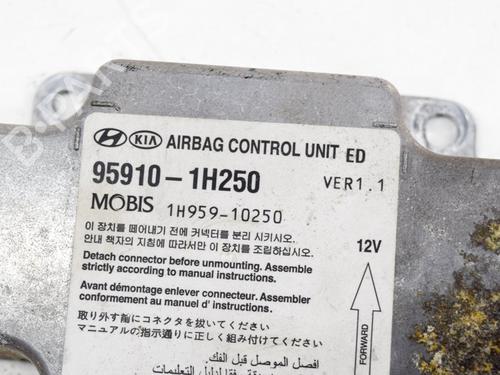 HYUNDAI KIA AIRBAG CONTROL UNIT ED
95910-1H250 VER1.1
MOBIS 1H959-10250
이 장치를 떼어내기 전에 커넥터를 분리 시키시오.
안내 책자의 지침에 따라서만 이 장치를 조립하십시오.
12V
Detach connector before unmounting. Assemble
strictly according to manual instructions.
Avant démontage enlever connecteur. Assembler
conformement au manuel d' instructions.
取り外す前にコネクタを抜いてください
マニュアルの指示通りに正しく組み付けてください
FORWARD
افصل الموصل قبل الفك.